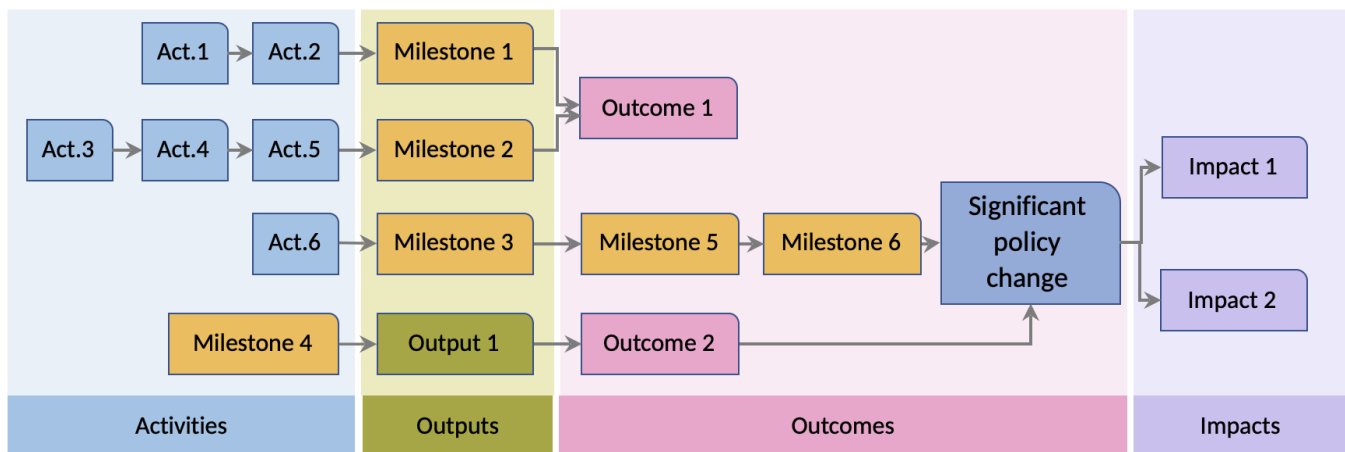 Act.1
Act.2
Milestone 1
Outcome 1
Act.3
Act.4
Act.5
Milestone 2
Impact 1
Act.6
Milestone 3
Milestone 5
Milestone 6
Significant
policy
change
Impact 2
Milestone 4
Output 1
Outcome 2
Activities
Outputs
Outcomes
Impacts